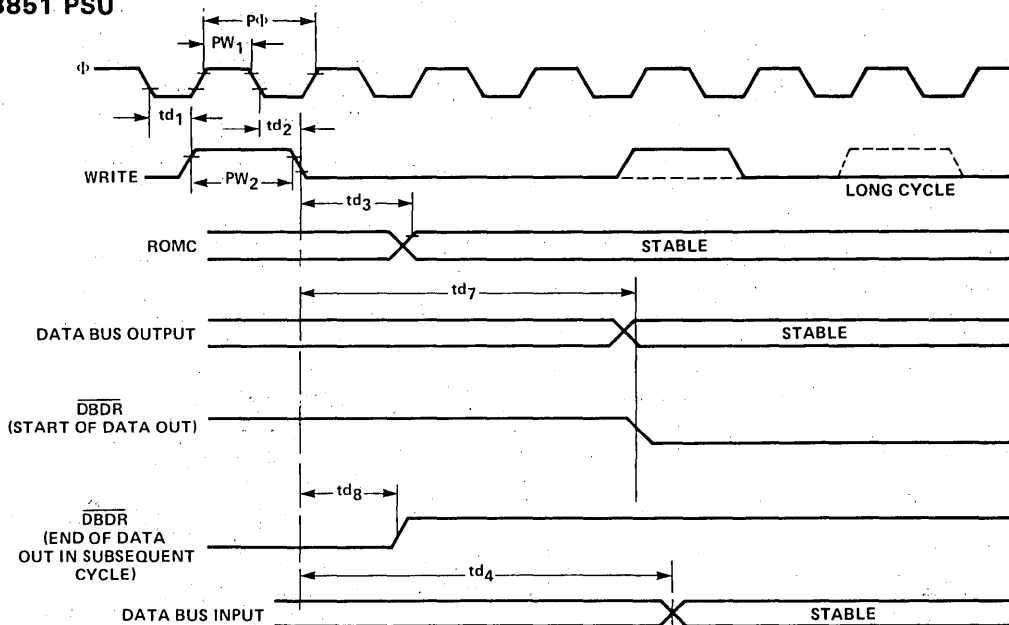 3851 PSU
PΦ
PW1
Φ
td1
td2
WRITE
PW2
LONG CYCLE
td3
ROMC
STABLE
td7
DATA BUS OUTPUT
STABLE
DBDR
(START OF DATA OUT)
td8
DBDR
(END OF DATA
OUT IN SUBSEQUENT
CYCLE)
td4
DATA BUS INPUT
STABLE